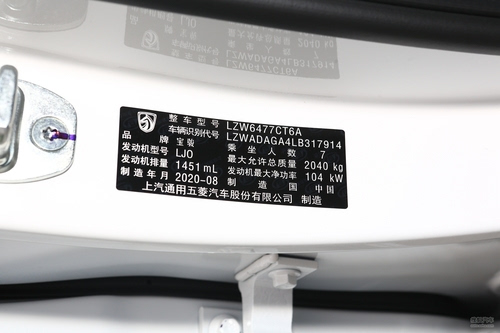 整车型号 LZW6477CT6A
车辆识别代号 LZWADAGA4LB317914
品牌 宝骏 乘坐人数 7
发动机型号 LJO 最大允许总质量 2040 kg
发动机排量 1451 mL 发动机最大净功率 104 kW
制造年月 2020-08 制造国 中国
上汽通用五菱汽车股份有限公司 制造